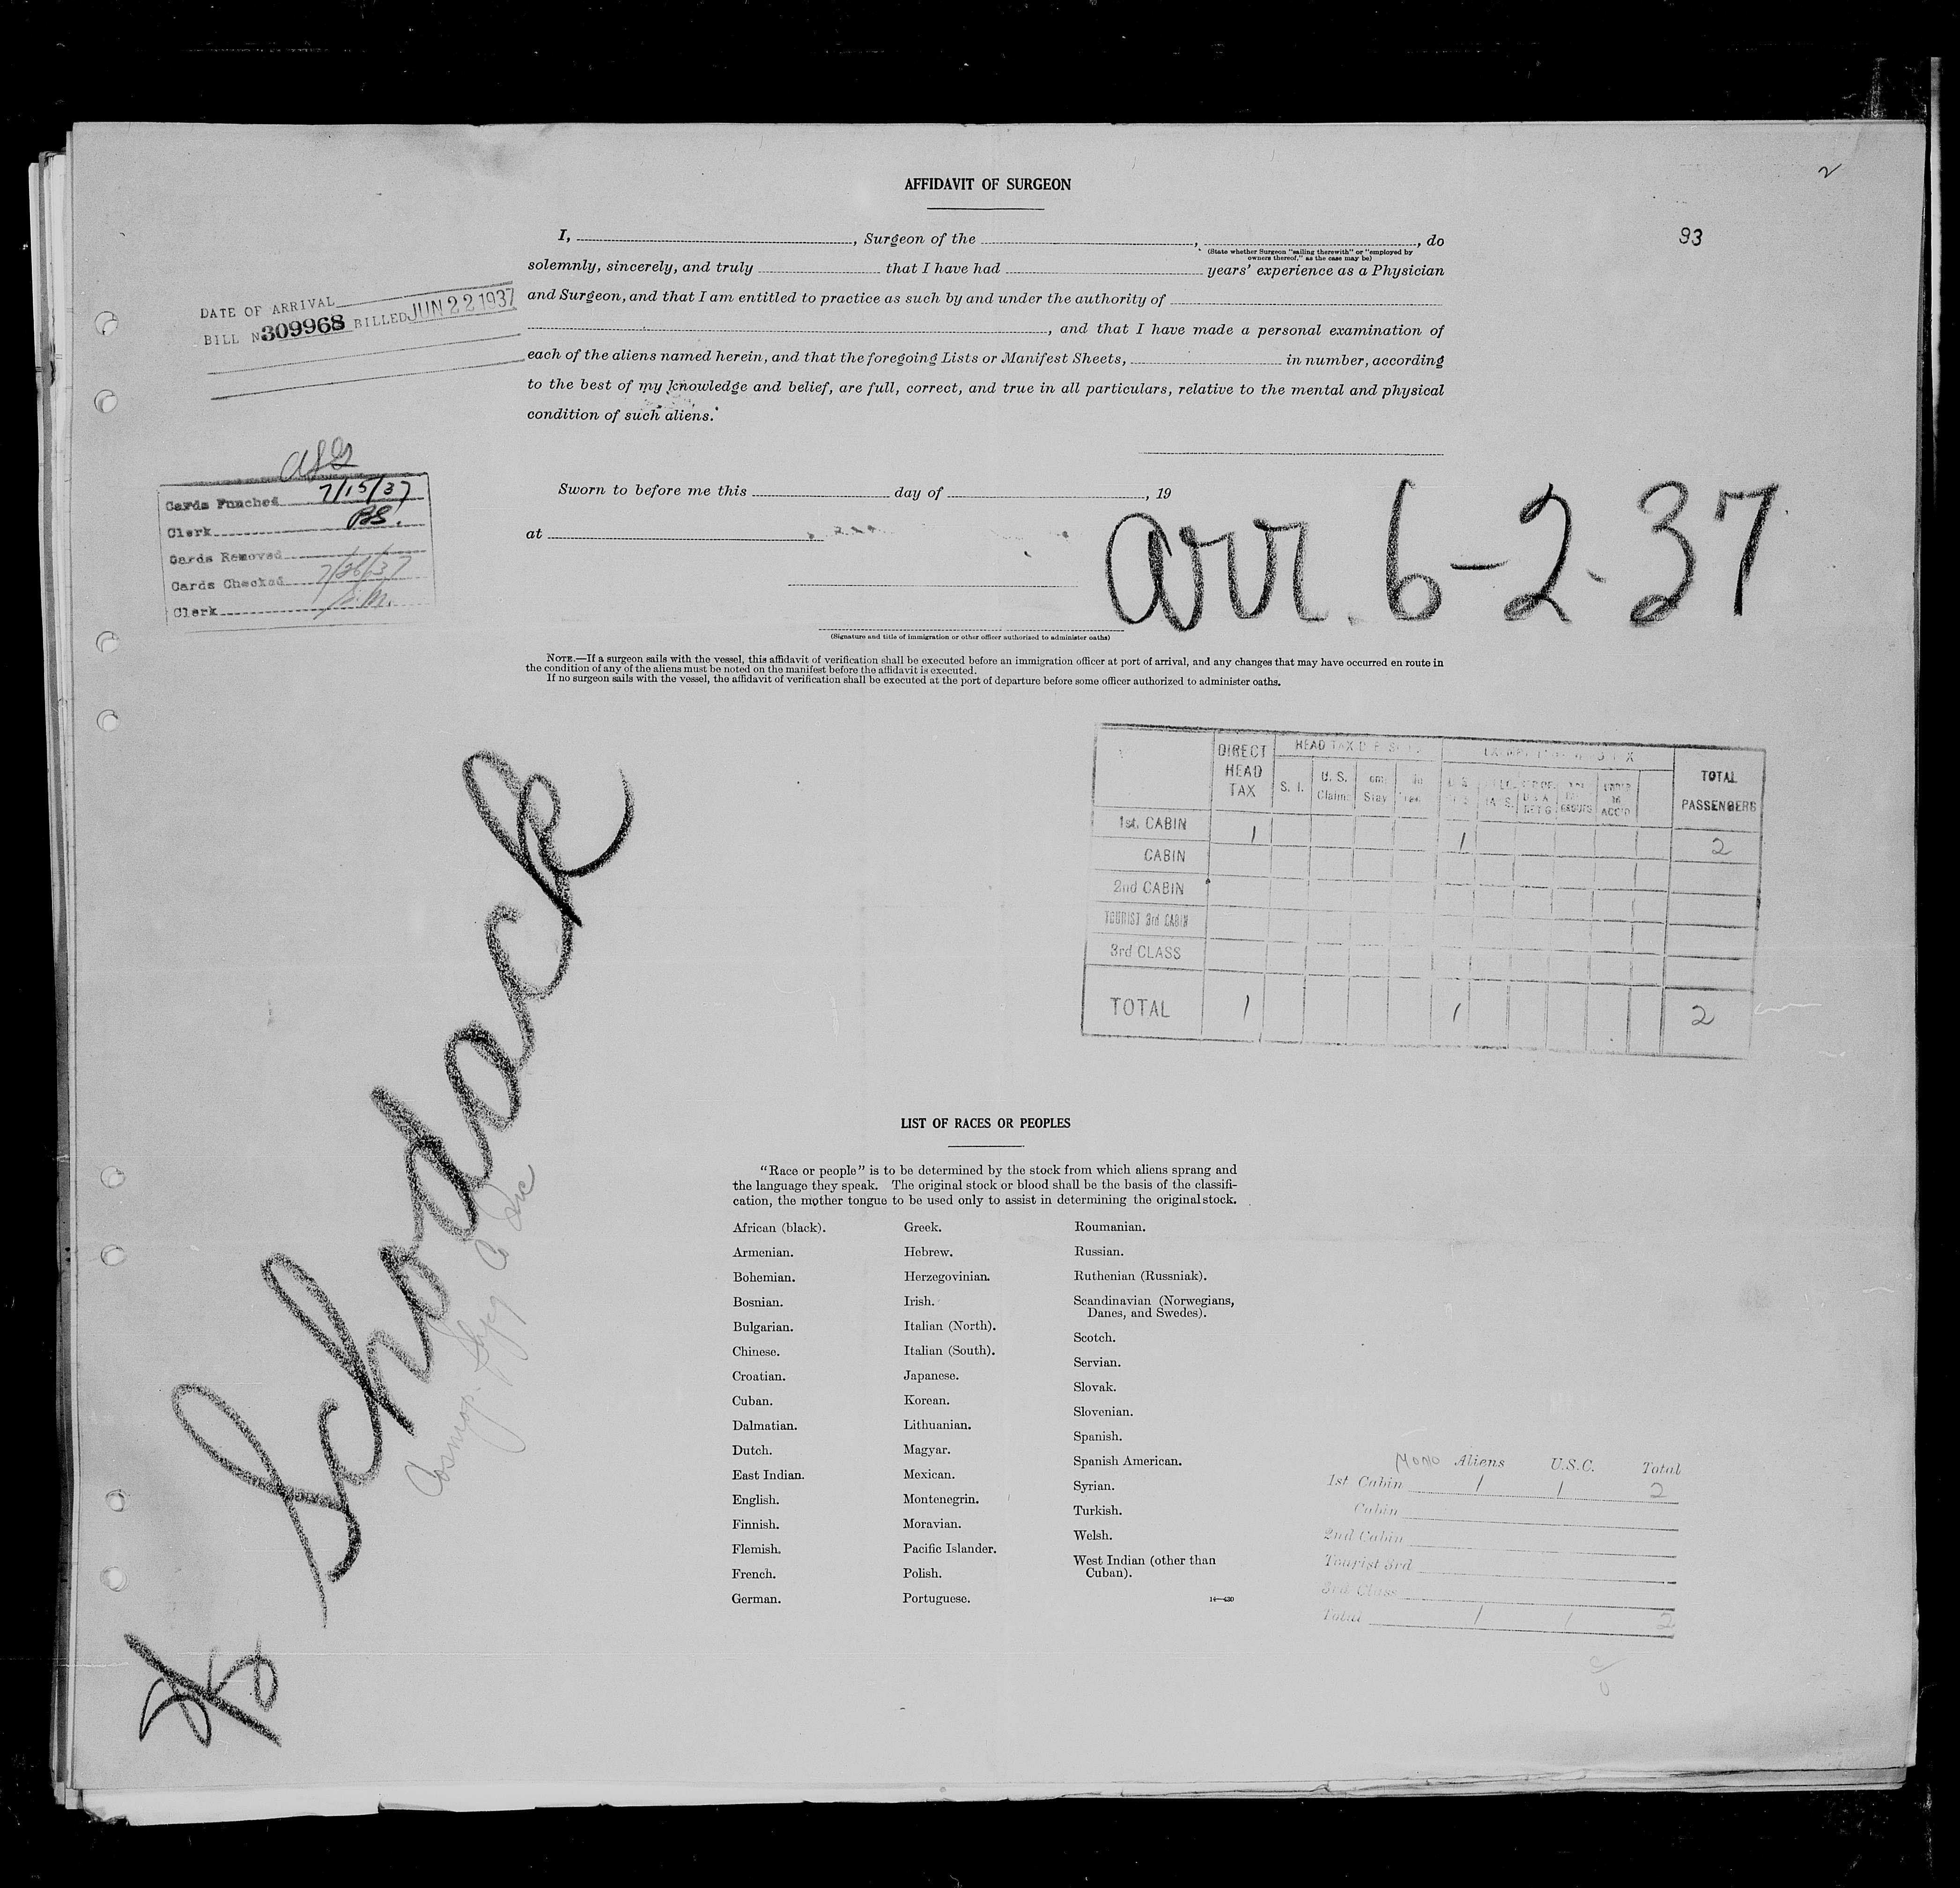 2
93
AFFIDAVIT OF SURGEON
I, , Surgeon of the , , do
(State whether Surgeon "sailing therewith" or "employed by
owners thereof," as the case may be)
solemnly, sincerely, and truly that I have had years' experience as a Physician
and Surgeon, and that I am entitled to practice as such by and under the authority of
, and that I have made a personal examination of
each of the aliens named herein, and that the foregoing Lists or Manifest Sheets, in number, according
to the best of my knowledge and belief, are full, correct, and true in all particulars, relative to the mental and physical
condition of such aliens.
DATE OF ARRIVAL
BILL N 309968 BILLED JUN 22 1937
Cards Punched 7/15/37
Clerk BS.
Cards Removed
Cards Checked 7/26/37
Clerk
Sworn to before me this day of , 19
at
arr. 6-2-37
(Signature and title of immigration or other officer authorized to administer oaths)
NOTE.—If a surgeon sails with the vessel, this affidavit of verification shall be executed before an immigration officer at port of arrival, and any changes that may have occurred en route in
the condition of any of the aliens must be noted on the manifest before the affidavit is executed.
If no surgeon sails with the vessel, the affidavit of verification shall be executed at the port of departure before some officer authorized to administer oaths.
DIRECT HEAD TAX
HEAD TAX
S. I.
U. S. Claim
Stay
TOTAL PASSENGERS
1st. CABIN 1 1 2
CABIN
2nd CABIN
TOURIST 3rd CABIN
3rd CLASS
TOTAL 1 1 2
Schodack
Cosmop. Shpg Co Inc
LIST OF RACES OR PEOPLES
"Race or people" is to be determined by the stock from which aliens sprang and
the language they speak. The original stock or blood shall be the basis of the classifi-
cation, the mother tongue to be used only to assist in determining the original stock.
African (black).
Armenian.
Bohemian.
Bosnian.
Bulgarian.
Chinese.
Croatian.
Cuban.
Dalmatian.
Dutch.
East Indian.
English.
Finnish.
Flemish.
French.
German.
Greek.
Hebrew.
Herzegovinian.
Irish.
Italian (North).
Italian (South).
Japanese.
Korean.
Lithuanian.
Magyar.
Mexican.
Montenegrin.
Moravian.
Pacific Islander.
Polish.
Portuguese.
Roumanian.
Russian.
Ruthenian (Russniak).
Scandinavian (Norwegians,
Danes, and Swedes).
Scotch.
Servian.
Slovak.
Slovenian.
Spanish.
Spanish American.
Syrian.
Turkish.
Welsh.
West Indian (other than
Cuban).
14—430
Aliens U.S.C. Total
1st Cabin 1 1 2
Cabin
2nd Cabin
Tourist 3rd
3rd Class
Total 1 1 2